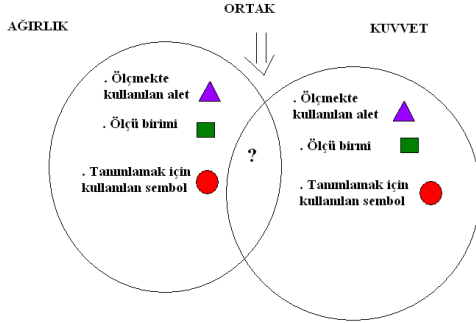 ORTAK
AĞIRLIK
KUVVET
. Ölçmekte
kullanılan alet
. Ölçü birimi
. Tanımlamak için
kullanılan sembol
?
. Ölçmekte
kullanılan alet
. Ölçü birmi
. Tanımlamak için
kullanılan sembol